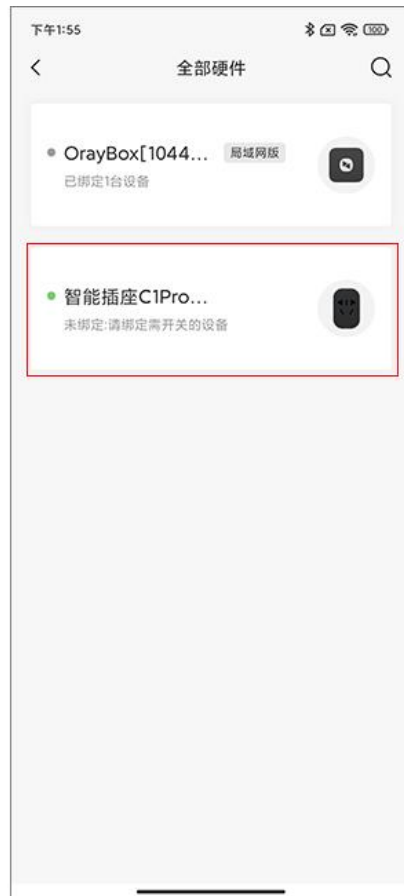 下午1:55
100
全部硬件
OrayBox[1044... 局域网版
已绑定1台设备
智能插座C1Pro...
未绑定:请绑定需开关的设备